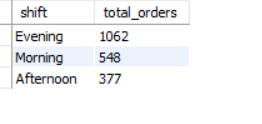 shift total_orders
Evening 1062
Morning 548
Afternoon 377